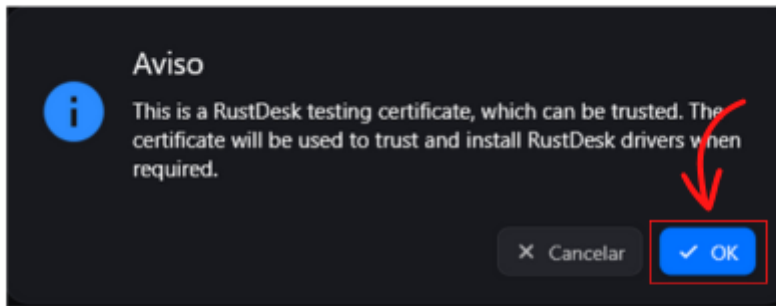 Aviso
This is a RustDesk testing certificate, which can be trusted. The
certificate will be used to trust and install RustDesk drivers when
required.
Cancelar
OK